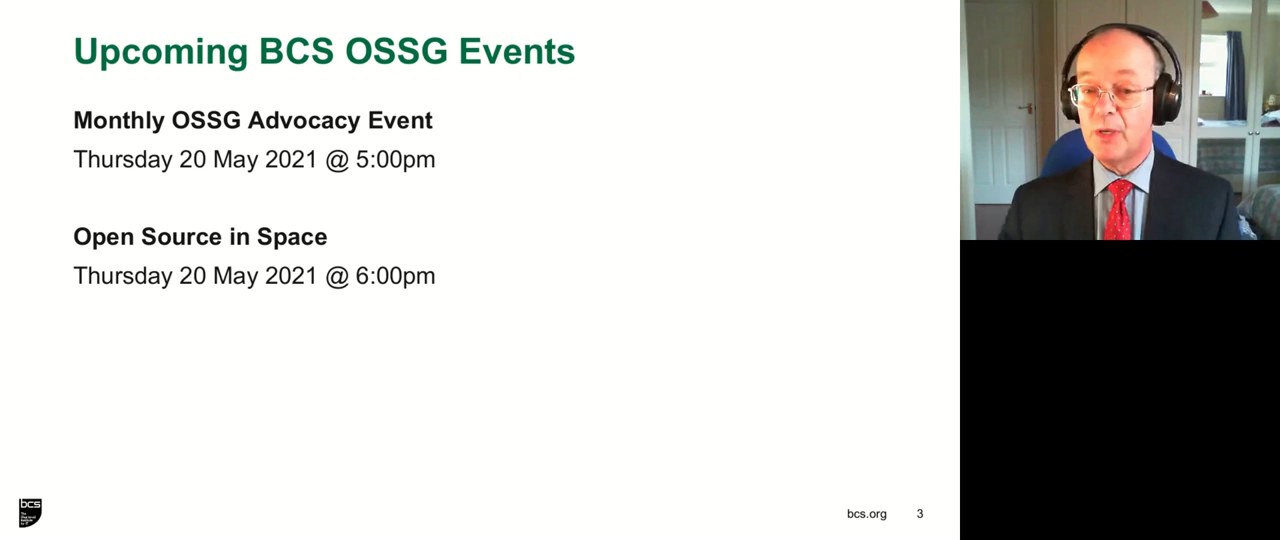 Upcoming BCS OSSG Events
Monthly OSSG Advocacy Event
Thursday 20 May 2021 @ 5:00pm
Open Source in Space
Thursday 20 May 2021 @ 6:00pm
bcs
bcs.org 3